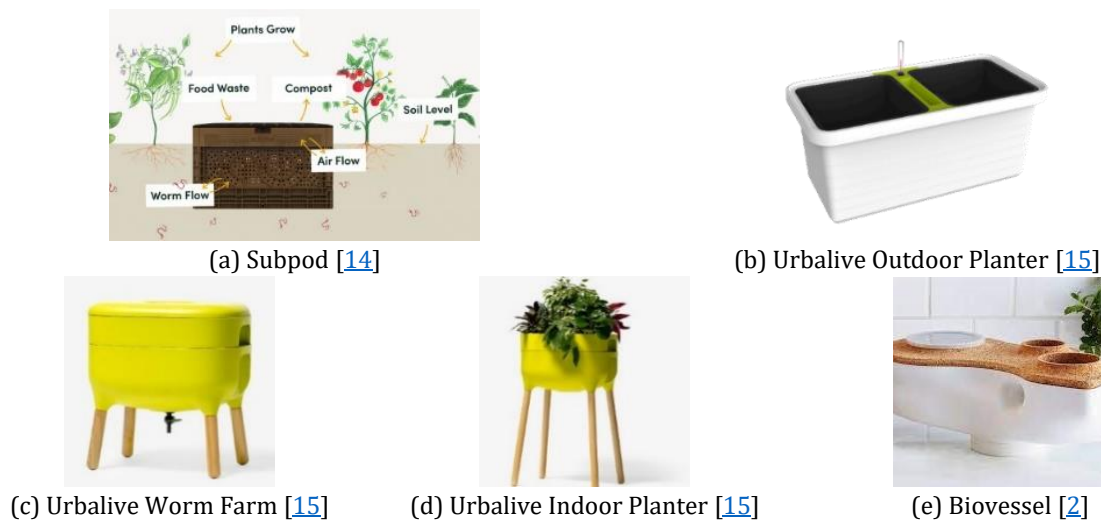 Plants Grow
Food Waste
Compost
Soil Level
Air Flow
Worm Flow
(a) Subpod [14]
(b) Urbalive Outdoor Planter [15]
(c) Urbalive Worm Farm [15]
(d) Urbalive Indoor Planter [15]
(e) Biovessel [2]